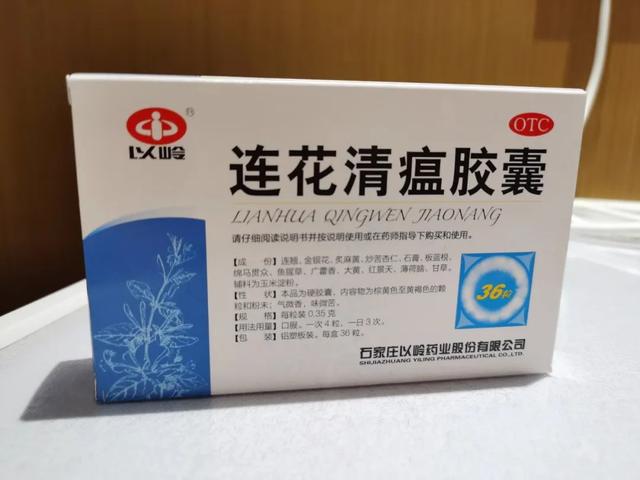 以岭
®
OTC
连花清瘟胶囊
LIANHUA QINGWEN JIAONANG
请仔细阅读说明书并按说明使用或在药师指导下购买和使用。
【成　份】连翘、金银花、炙麻黄、炒苦杏仁、石膏、板蓝根、
绵马贯众、鱼腥草、广藿香、大黄、红景天、薄荷脑、甘草。
辅料为玉米淀粉。
【性　状】本品为硬胶囊，内容物为棕黄色至黄褐色的颗
粒和粉末；气微香，味微苦。
【规　格】每粒装 0.35 克
【用法用量】口服。一次 4 粒，一日 3 次。
【包　装】铝塑板装。每盒 36 粒。
36粒
石家庄以岭药业股份有限公司
SHIJIAZHUANG YILING PHARMACEUTICAL CO.,LTD.